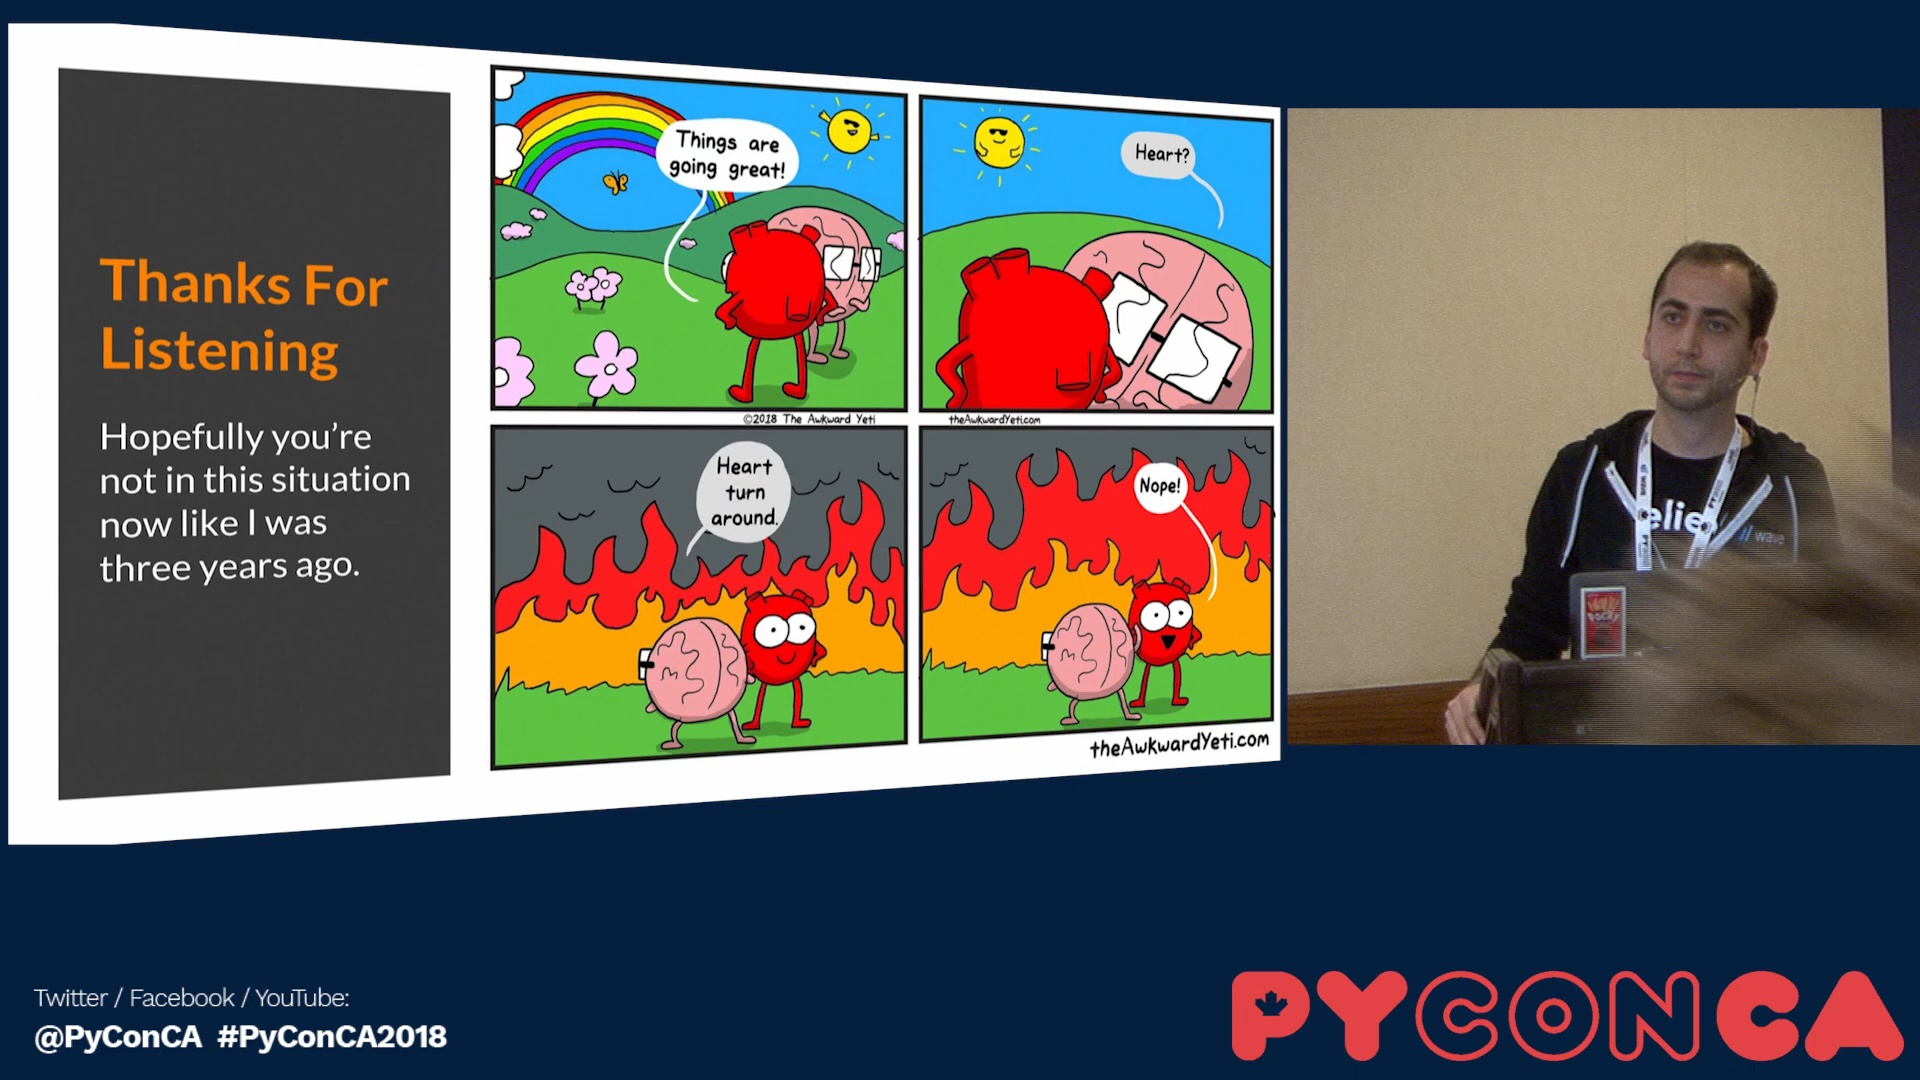 Thanks For
Listening
Hopefully you're
not in this situation
now like I was
three years ago.
Things are
going great!
Heart?
©2018 The Awkward Yeti
theAwkwardYeti.com
Heart
turn
around.
Nope!
theAwkwardYeti.com
elie
wave
Twitter / Facebook / YouTube:
@PyConCA #PyConCA2018
PYCONCA